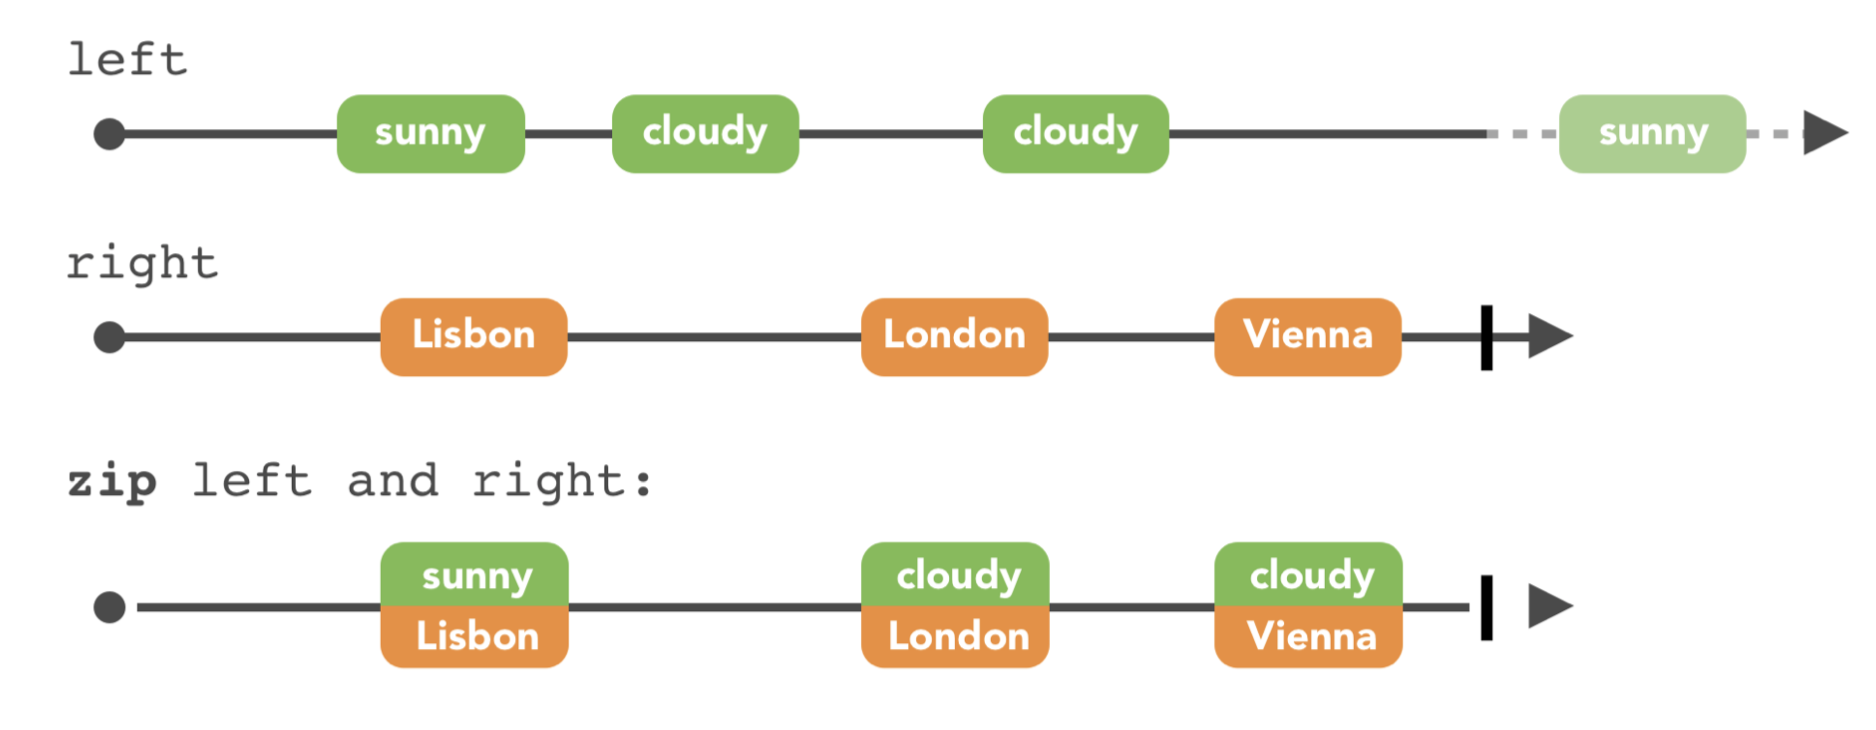 left
sunny cloudy cloudy sunny
right
Lisbon London Vienna
zip left and right:
sunny cloudy cloudy
Lisbon London Vienna